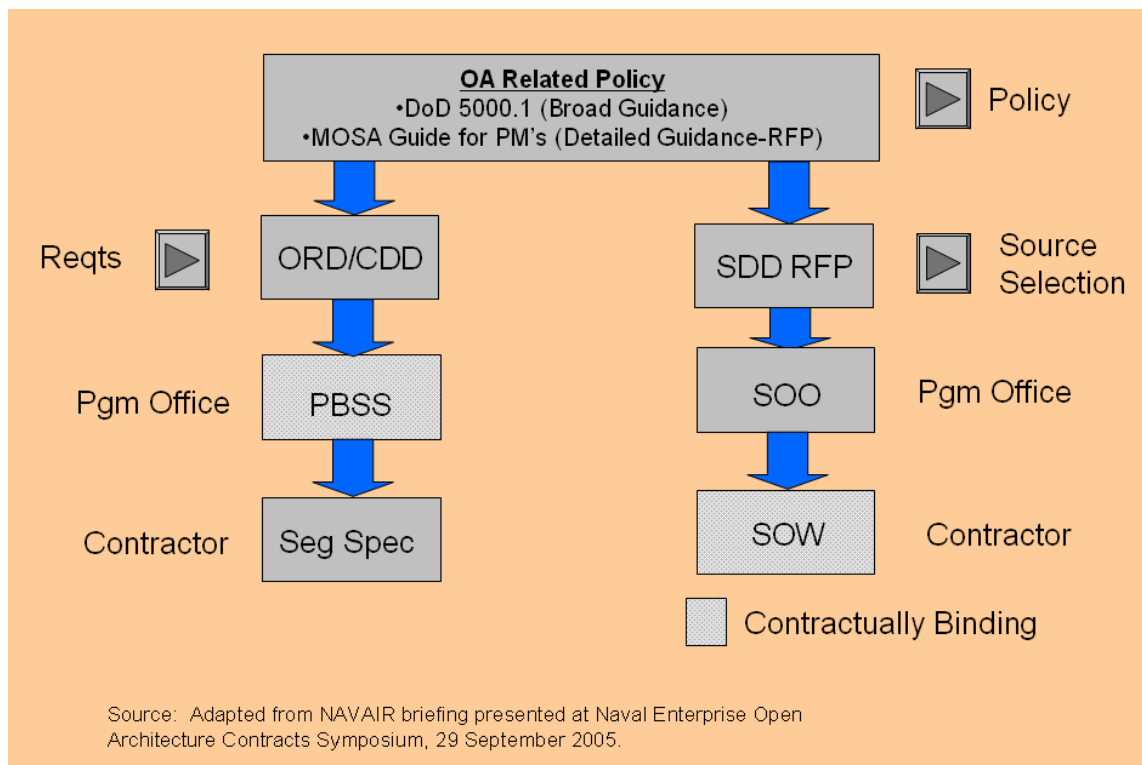 OA Related Policy
•DoD 5000.1 (Broad Guidance)
•MOSA Guide for PM's (Detailed Guidance-RFP)
Policy
Reqts
ORD/CDD
SDD RFP
Source
Selection
Pgm Office
PBSS
SOO
Pgm Office
Contractor
Seg Spec
SOW
Contractor
Contractually Binding
Source: Adapted from NAVAIR briefing presented at Naval Enterprise Open
Architecture Contracts Symposium, 29 September 2005.